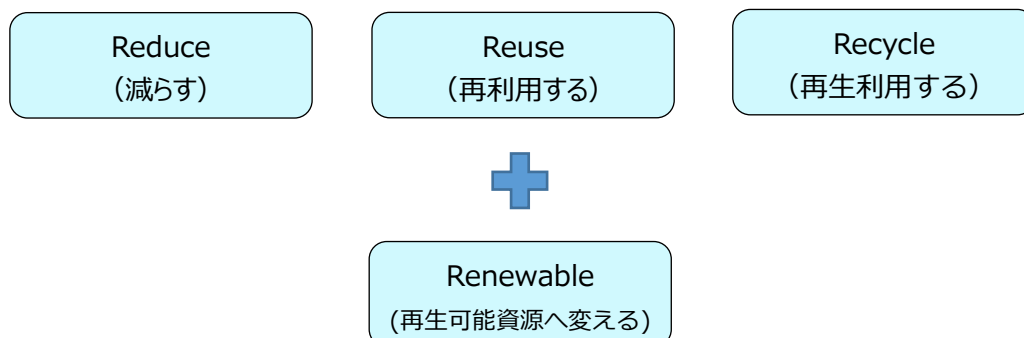 Reduce
（減らす）
Reuse
（再利用する）
Recycle
（再生利用する）
Renewable
(再生可能資源へ変える)